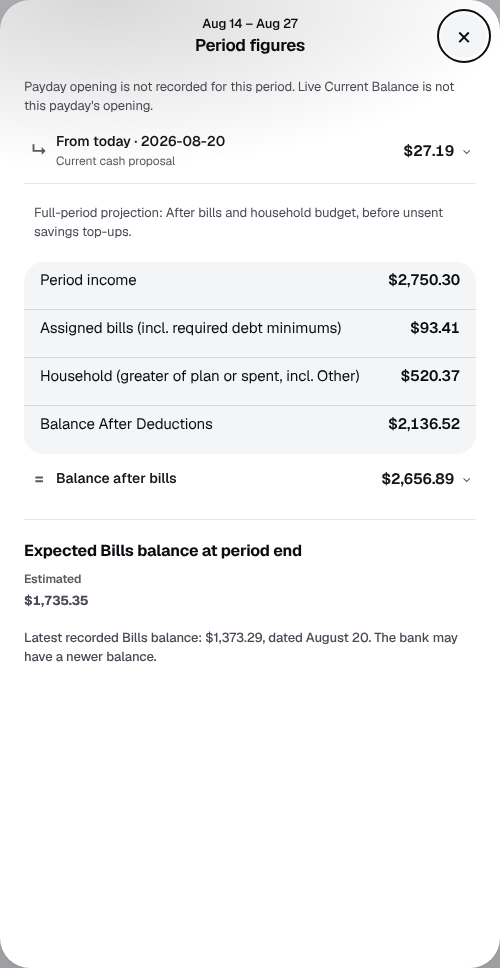 Aug 14 – Aug 27
Period figures
×
Payday opening is not recorded for this period. Live Current Balance is not
this payday's opening.
↳ From today · 2026-08-20 $27.19
Current cash proposal
Full-period projection: After bills and household budget, before unsent
savings top-ups.
Period income $2,750.30
Assigned bills (incl. required debt minimums) $93.41
Household (greater of plan or spent, incl. Other) $520.37
Balance After Deductions $2,136.52
= Balance after bills $2,656.89
Expected Bills balance at period end
Estimated
$1,735.35
Latest recorded Bills balance: $1,373.29, dated August 20. The bank may
have a newer balance.